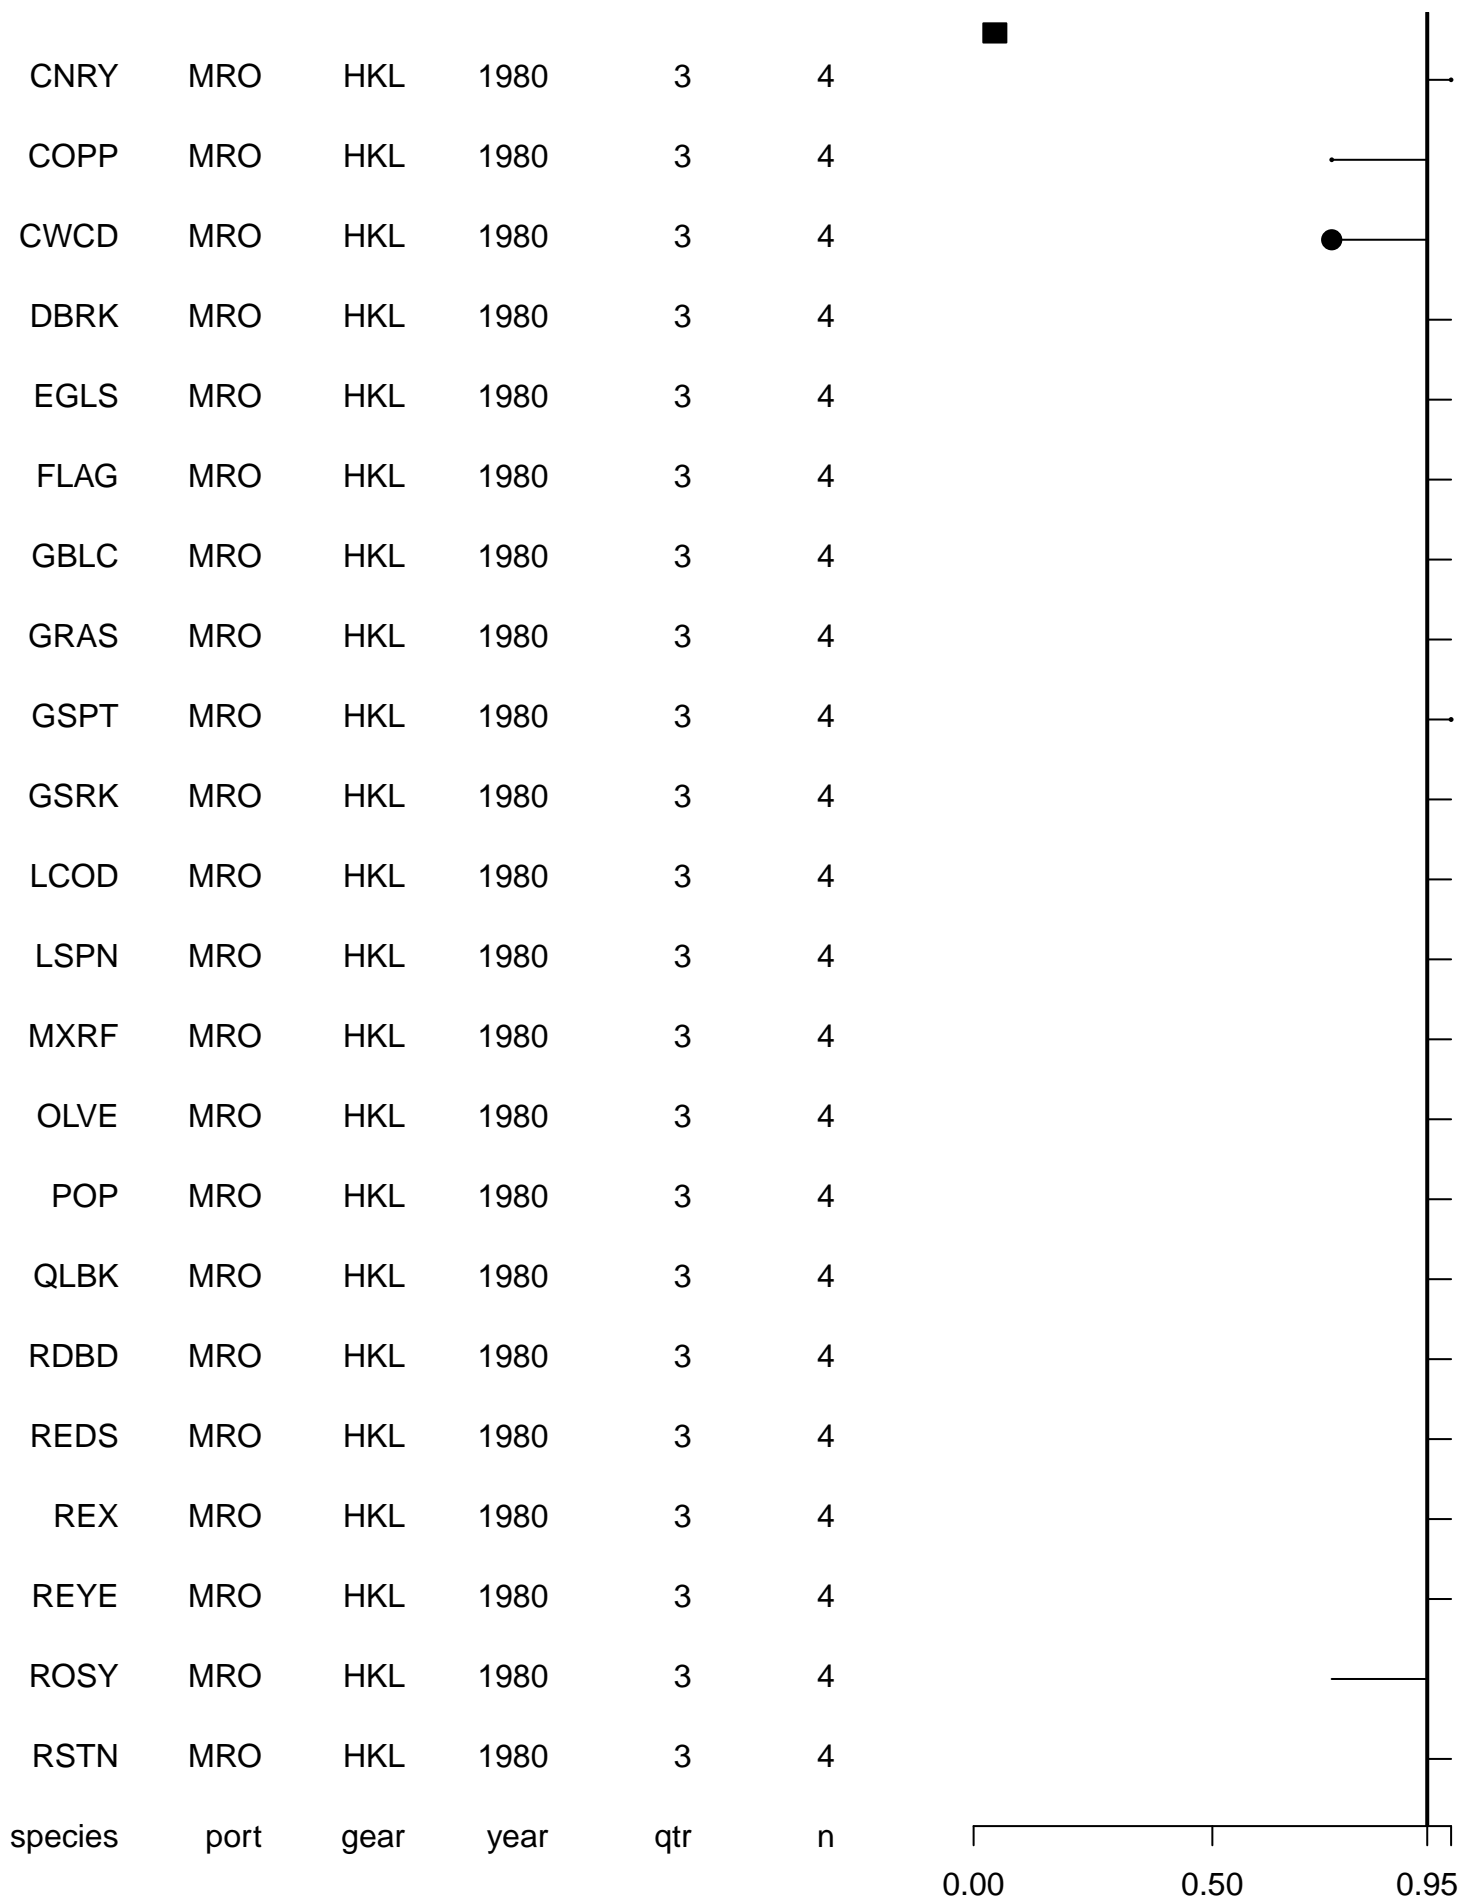 CNRY MRO HKL 1980 3 4
COPP MRO HKL 1980 3 4
CWCD MRO HKL 1980 3 4
DBRK MRO HKL 1980 3 4
EGLS MRO HKL 1980 3 4
FLAG MRO HKL 1980 3 4
GBLC MRO HKL 1980 3 4
GRAS MRO HKL 1980 3 4
GSPT MRO HKL 1980 3 4
GSRK MRO HKL 1980 3 4
LCOD MRO HKL 1980 3 4
LSPN MRO HKL 1980 3 4
MXRF MRO HKL 1980 3 4
OLVE MRO HKL 1980 3 4
POP MRO HKL 1980 3 4
QLBK MRO HKL 1980 3 4
RDBD MRO HKL 1980 3 4
REDS MRO HKL 1980 3 4
REX MRO HKL 1980 3 4
REYE MRO HKL 1980 3 4
ROSY MRO HKL 1980 3 4
RSTN MRO HKL 1980 3 4
species port gear year qtr n
0.00 0.50 0.95